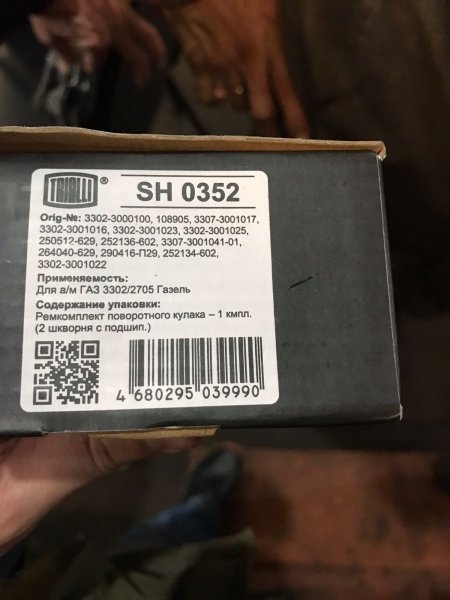 TRIALLI ®
SH 0352
Orig-№: 3302-3000100, 108905, 3307-3001017,
3302-3001016, 3302-3001023, 3302-3001025,
250512-629, 252136-602, 3307-3001041-01,
264040-629, 290416-П29, 252134-602,
3302-3001022
Применяемость:
Для а/м ГАЗ 3302/2705 Газель
Содержание упаковки:
Ремкомплект поворотного кулака – 1 кмпл.
(2 шкворня с подшип.)
4 680295 039990